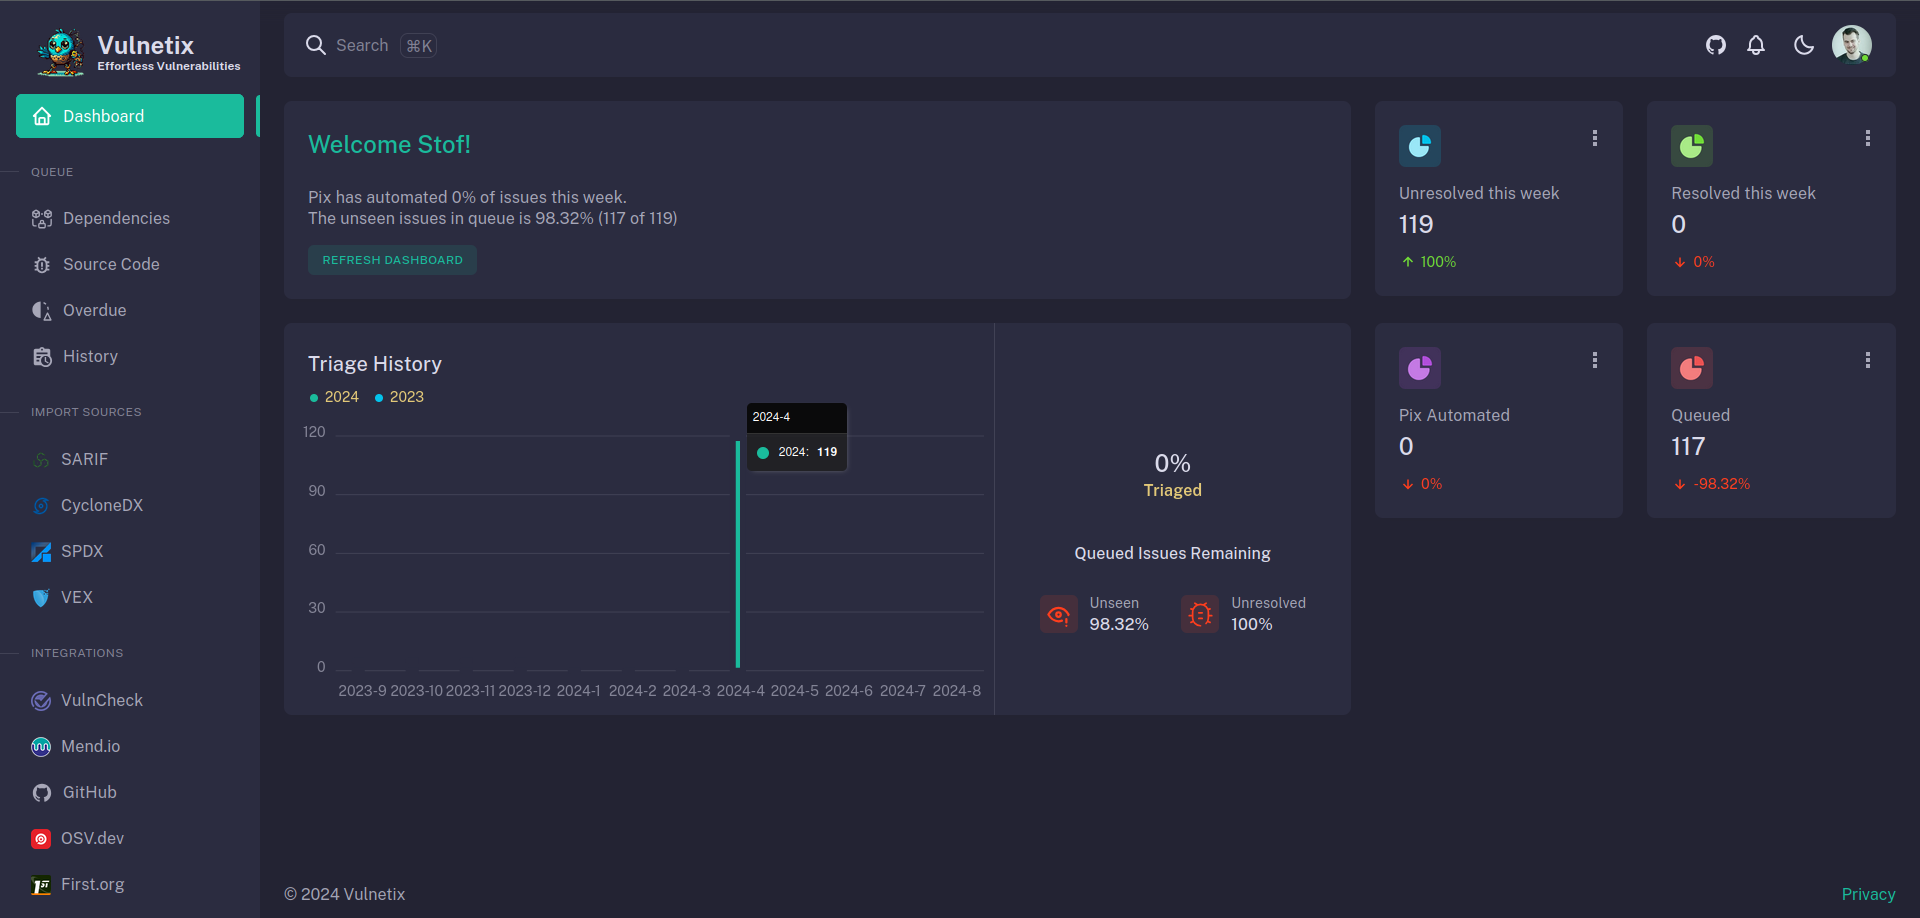 Vulnetix
Effortless Vulnerabilities
Dashboard
QUEUE
Dependencies
Source Code
Overdue
History
IMPORT SOURCES
SARIF
CycloneDX
SPDX
VEX
INTEGRATIONS
VulnCheck
Mend.io
GitHub
OSV.dev
First.org
Search ⌘K
Welcome Stof!
Pix has automated 0% of issues this week.
The unseen issues in queue is 98.32% (117 of 119)
REFRESH DASHBOARD
Unresolved this week
119
100%
Resolved this week
0
0%
Triage History
2024 2023
120
90
60
30
0
2023-9 2023-10 2023-11 2023-12 2024-1 2024-2 2024-3 2024-4 2024-5 2024-6 2024-7 2024-8
2024-4
2024: 119
0%
Triaged
Queued Issues Remaining
Unseen
98.32%
Unresolved
100%
Pix Automated
0
0%
Queued
117
-98.32%
© 2024 Vulnetix
Privacy